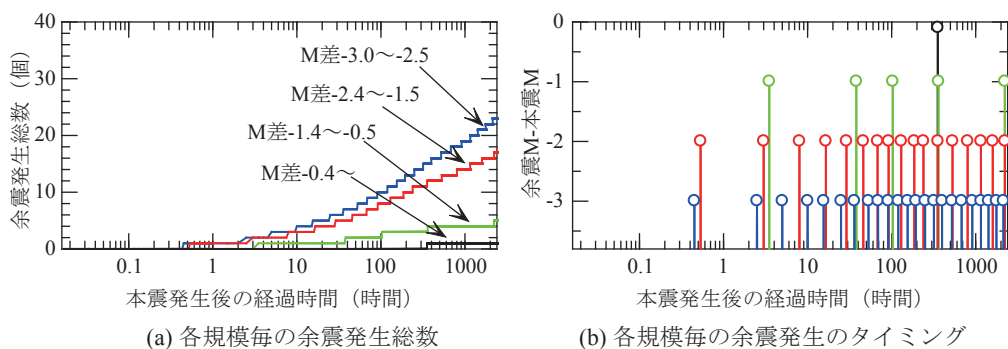 余震発生総数(個)
40
30
20
10
0
M差-3.0～-2.5
M差-2.4～-1.5
M差-1.4～-0.5
M差-0.4～
0.1 1 10 100 1000
本震発生後の経過時間(時間)
(a) 各規模毎の余震発生総数
余震M-本震M
0
-1
-2
-3
0.1 1 10 100 1000
本震発生後の経過時間(時間)
(b) 各規模毎の余震発生のタイミング